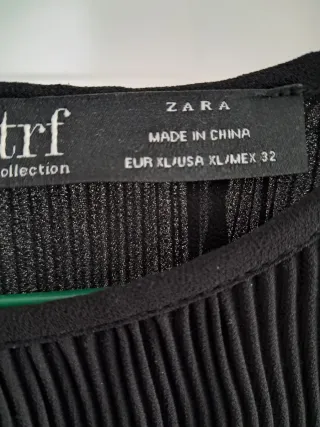 trf
collection
ZARA
MADE IN CHINA
EUR XL/USA XL/MEX 32